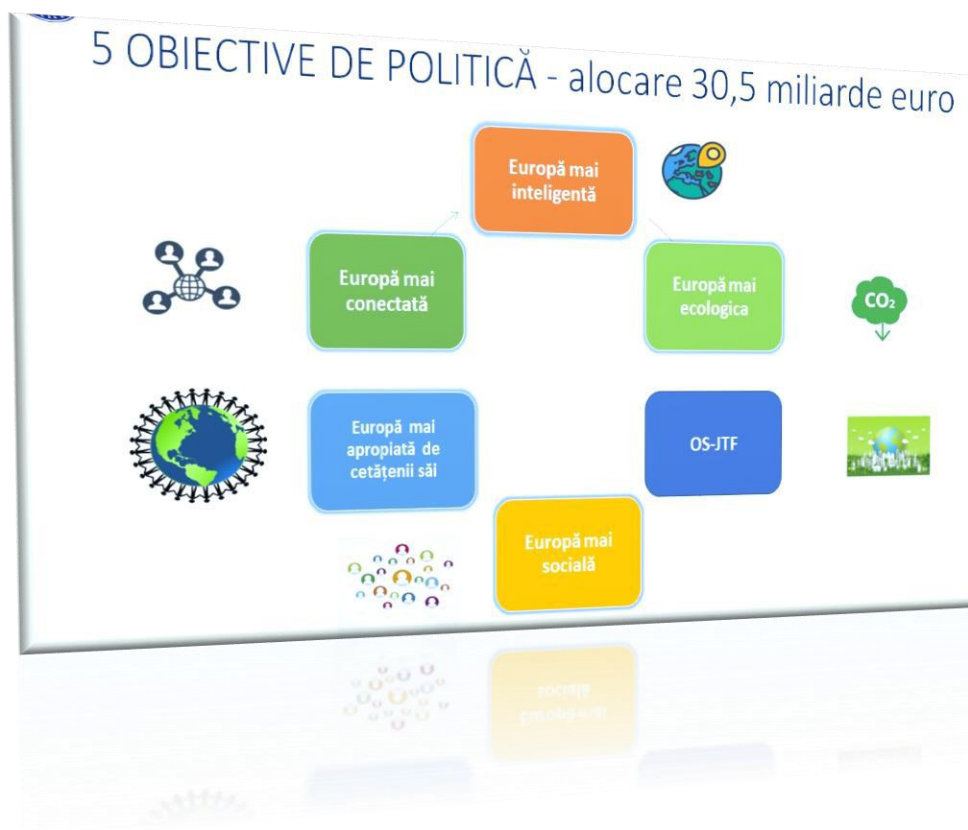 5 OBIECTIVE DE POLITICĂ - alocare 30,5 miliarde euro
Europă mai
inteligentă
Europă mai
conectată
Europă mai
ecologica
CO₂
Europă mai
apropiată de
cetățenii săi
OS-JTF
Europă mai
socială